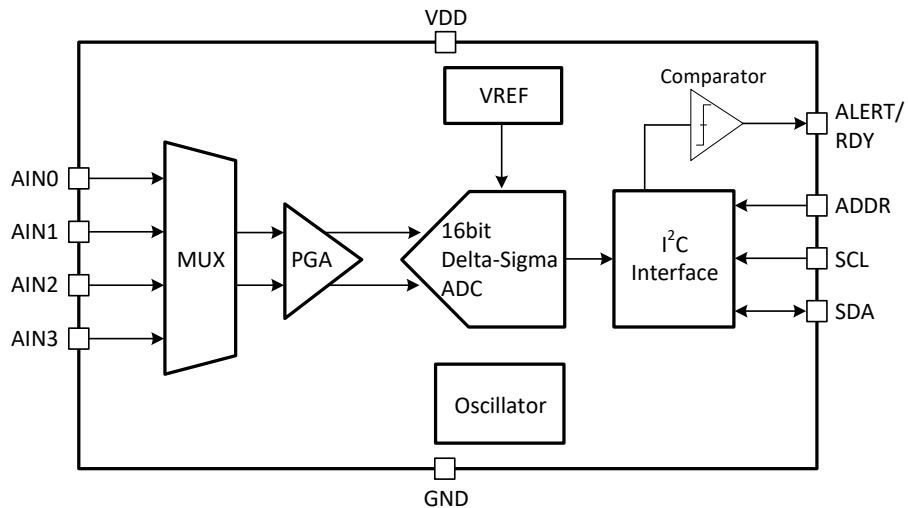 VDD
VREF
Comparator
ALERT/
RDY
AIN0
AIN1
AIN2
AIN3
MUX
PGA
16bit
Delta-Sigma
ADC
I²C
Interface
ADDR
SCL
SDA
Oscillator
GND